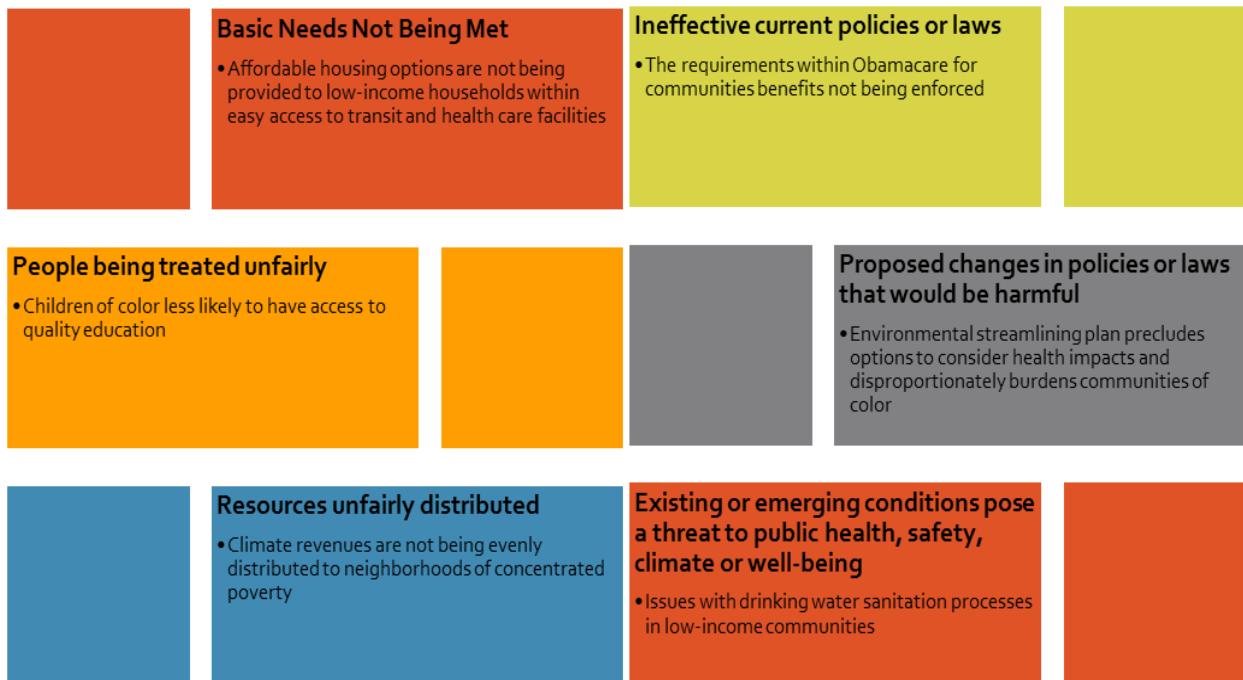 Basic Needs Not Being Met
•Affordable housing options are not being
provided to low-income households within
easy access to transit and health care facilities
Ineffective current policies or laws
•The requirements within Obamacare for
communities benefits not being enforced
People being treated unfairly
•Children of color less likely to have access to
quality education
Proposed changes in policies or laws
that would be harmful
•Environmental streamlining plan precludes
options to consider health impacts and
disproportionately burdens communities of
color
Resources unfairly distributed
•Climate revenues are not being evenly
distributed to neighborhoods of concentrated
poverty
Existing or emerging conditions pose
a threat to public health, safety,
climate or well-being
•Issues with drinking water sanitation processes
in low-income communities